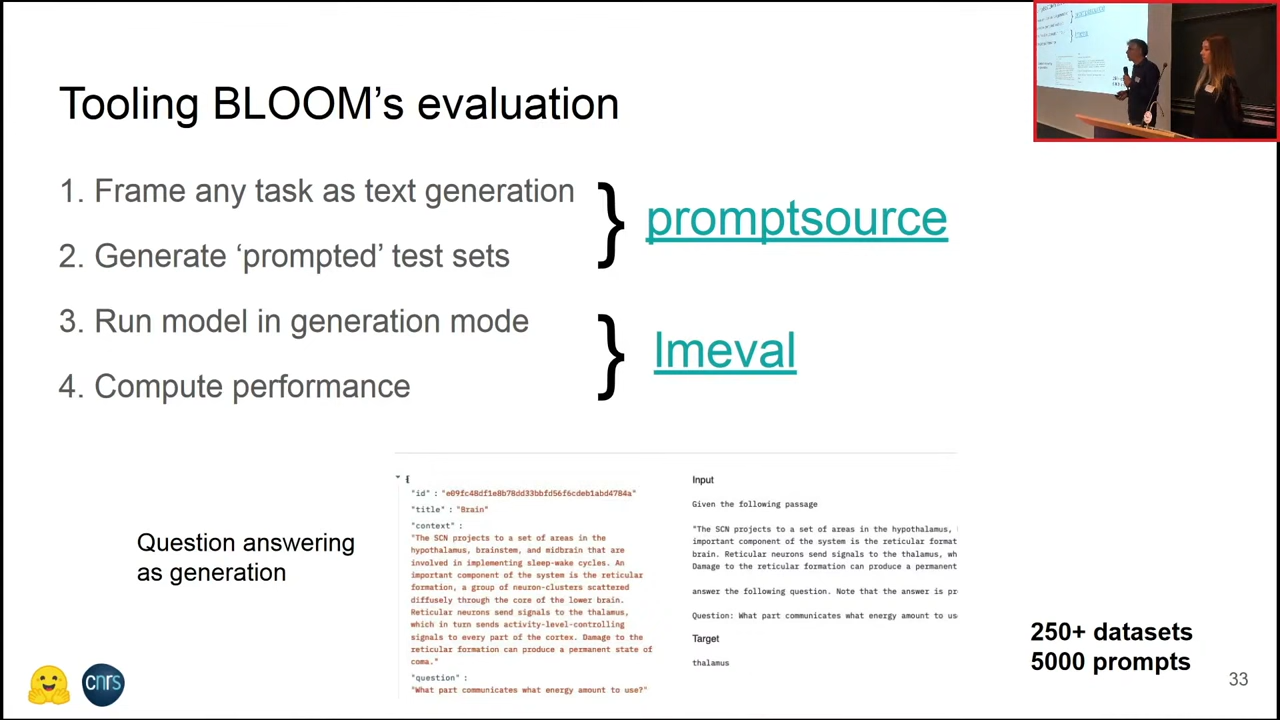 Tooling BLOOM's evaluation
1. Frame any task as text generation
2. Generate ‘prompted’ test sets
} promptsource
3. Run model in generation mode
4. Compute performance
} lmeval
Question answering
as generation
{
"id" : "e09fc48df1e8b78dd33bbfd56f6cdeb1abd4784a"
"title" : "Brain"
"context" :
"The SCN projects to a set of areas in the
hypothalamus, brainstem, and midbrain that are
involved in implementing sleep-wake cycles. An
important component of the system is the reticular
formation, a group of neuron-clusters scattered
diffusely through the core of the lower brain.
Reticular neurons send signals to the thalamus,
which in turn sends activity-level-controlling
signals to every part of the cortex. Damage to the
reticular formation can produce a permanent state of
coma."
"question" :
"What part communicates what energy amount to use?"
Input
Given the following passage
"The SCN projects to a set of areas in the hypothalamus,
important component of the system is the reticular format
brain. Reticular neurons send signals to the thalamus, wh
Damage to the reticular formation can produce a permanent
answer the following question. Note that the answer is pr
Question: What part communicates what energy amount to us
Target
thalamus
250+ datasets
5000 prompts
cnrs
33